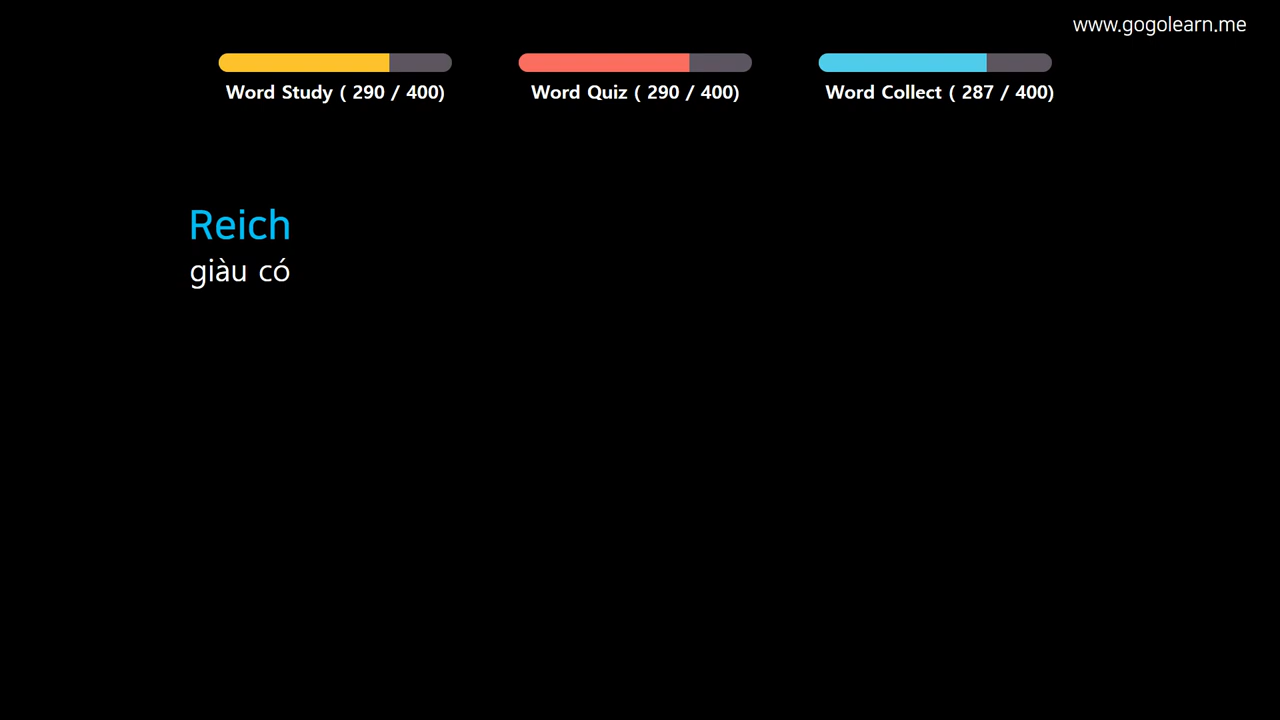 www.gogolearn.me
Word Study ( 290 / 400)
Word Quiz ( 290 / 400)
Word Collect ( 287 / 400)
Reich
giàu có